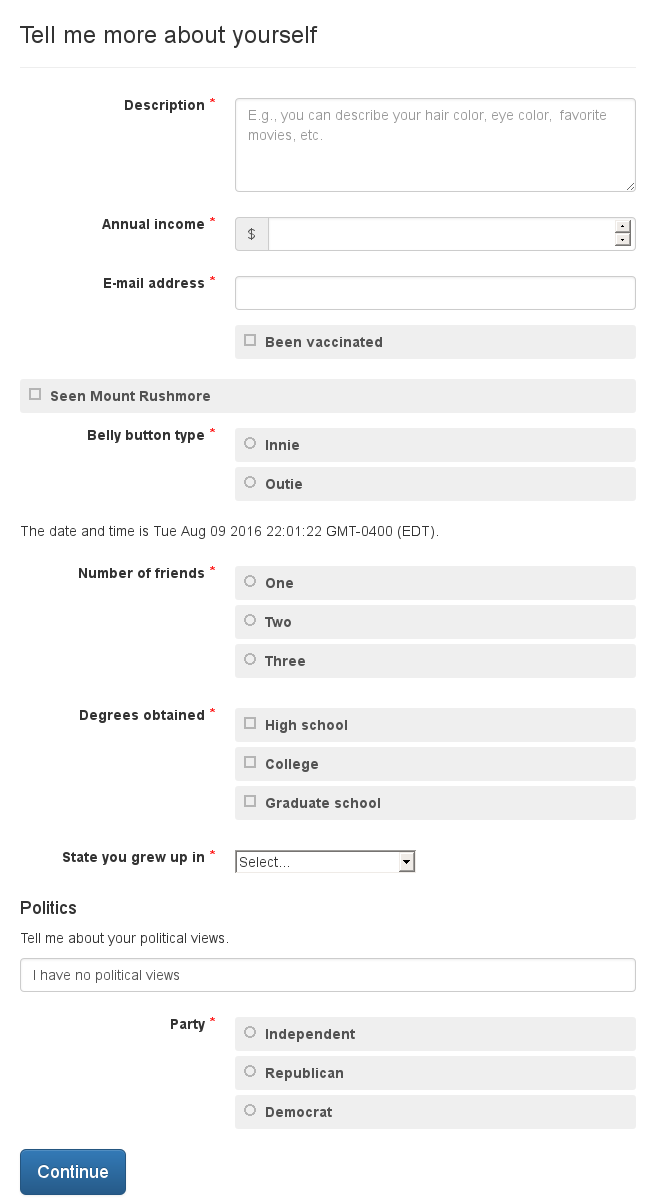 Tell me more about yourself
Description *
E.g., you can describe your hair color, eye color,  favorite
movies, etc.
Annual income *
$
E-mail address *
Been vaccinated
Seen Mount Rushmore
Belly button type *
Innie
Outie
The date and time is Tue Aug 09 2016 22:01:22 GMT-0400 (EDT).
Number of friends *
One
Two
Three
Degrees obtained *
High school
College
Graduate school
State you grew up in *
Select...
Politics
Tell me about your political views.
I have no political views
Party *
Independent
Republican
Democrat
Continue